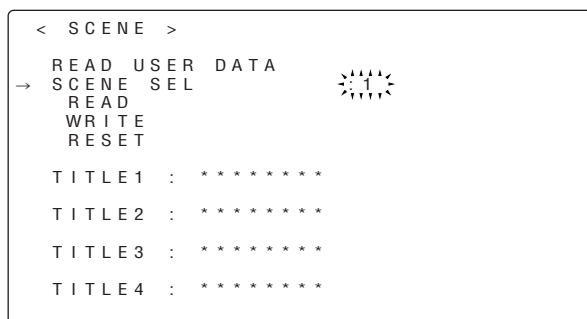 < SCENE >
READ USER DATA
→ SCENE SEL : 1
READ
WRITE
RESET
TITLE1 : ********
TITLE2 : ********
TITLE3 : ********
TITLE4 : ********